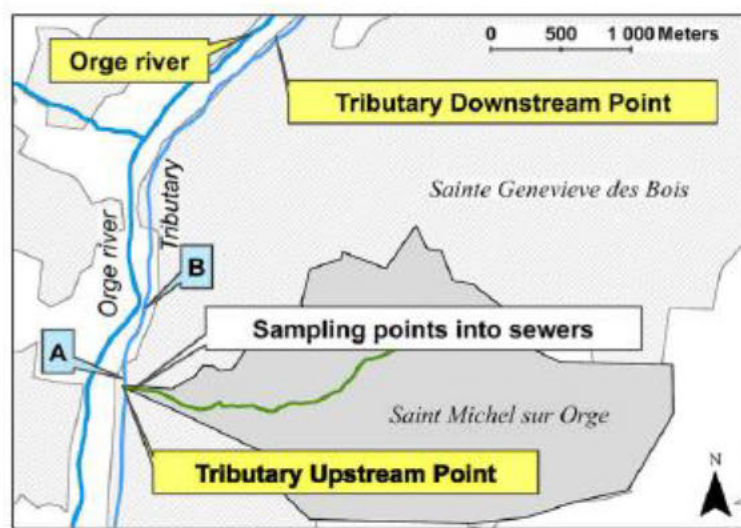 Orge river
0 500 1 000 Meters
Tributary Downstream Point
Sainte Genevieve des Bois
Tributary
Orge river
B
Sampling points into sewers
A
Saint Michel sur Orge
Tributary Upstream Point
N